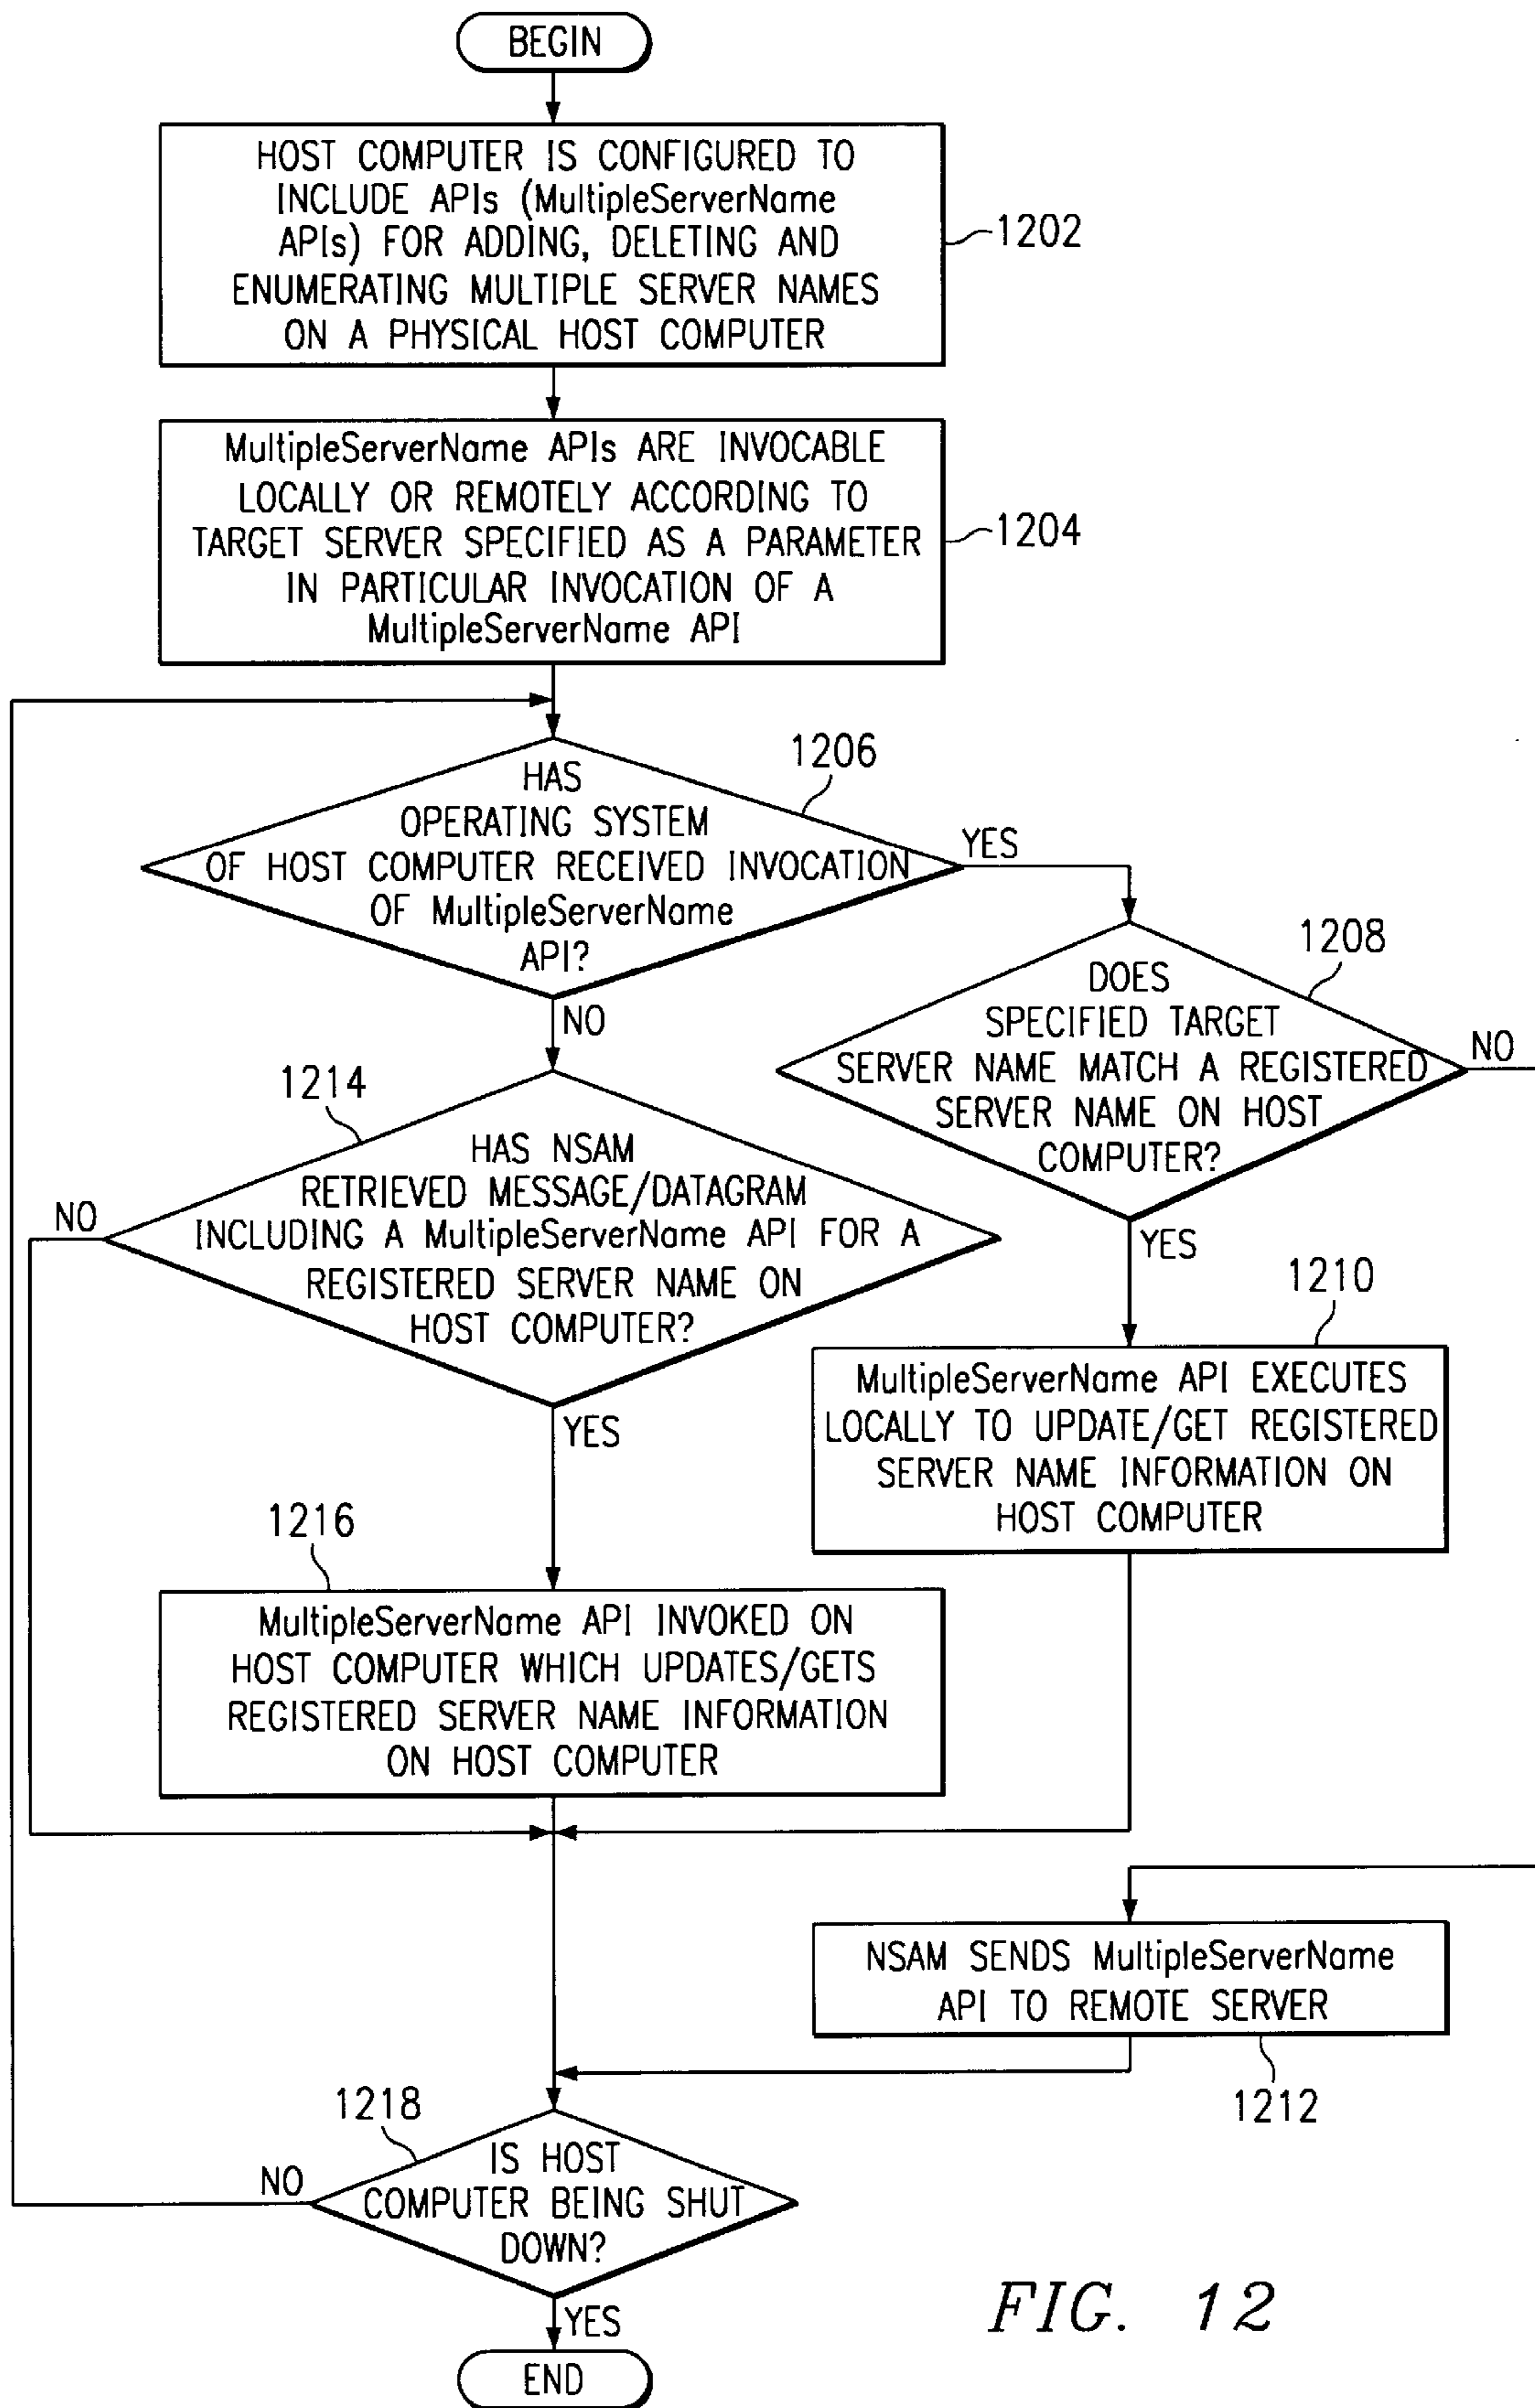 BEGIN
HOST COMPUTER IS CONFIGURED TO
INCLUDE APIs (MultipleServerName
APIs) FOR ADDING, DELETING AND
ENUMERATING MULTIPLE SERVER NAMES
ON A PHYSICAL HOST COMPUTER
1202
MultipleServerName APIs ARE INVOCABLE
LOCALLY OR REMOTELY ACCORDING TO
TARGET SERVER SPECIFIED AS A PARAMETER
IN PARTICULAR INVOCATION OF A
MultipleServerName API
1204
1206
HAS
OPERATING SYSTEM
OF HOST COMPUTER RECEIVED INVOCATION
OF MultipleServerName
API?
YES
NO
1208
DOES
SPECIFIED TARGET
SERVER NAME MATCH A REGISTERED
SERVER NAME ON HOST
COMPUTER?
NO
YES
1214
HAS NSAM
RETRIEVED MESSAGE/DATAGRAM
INCLUDING A MultipleServerName API FOR A
REGISTERED SERVER NAME ON
HOST COMPUTER?
NO
YES
1210
MultipleServerName API EXECUTES
LOCALLY TO UPDATE/GET REGISTERED
SERVER NAME INFORMATION ON
HOST COMPUTER
1216
MultipleServerName API INVOKED ON
HOST COMPUTER WHICH UPDATES/GETS
REGISTERED SERVER NAME INFORMATION
ON HOST COMPUTER
NSAM SENDS MultipleServerName
API TO REMOTE SERVER
1212
1218
IS HOST
COMPUTER BEING SHUT
DOWN?
NO
YES
END
FIG. 12